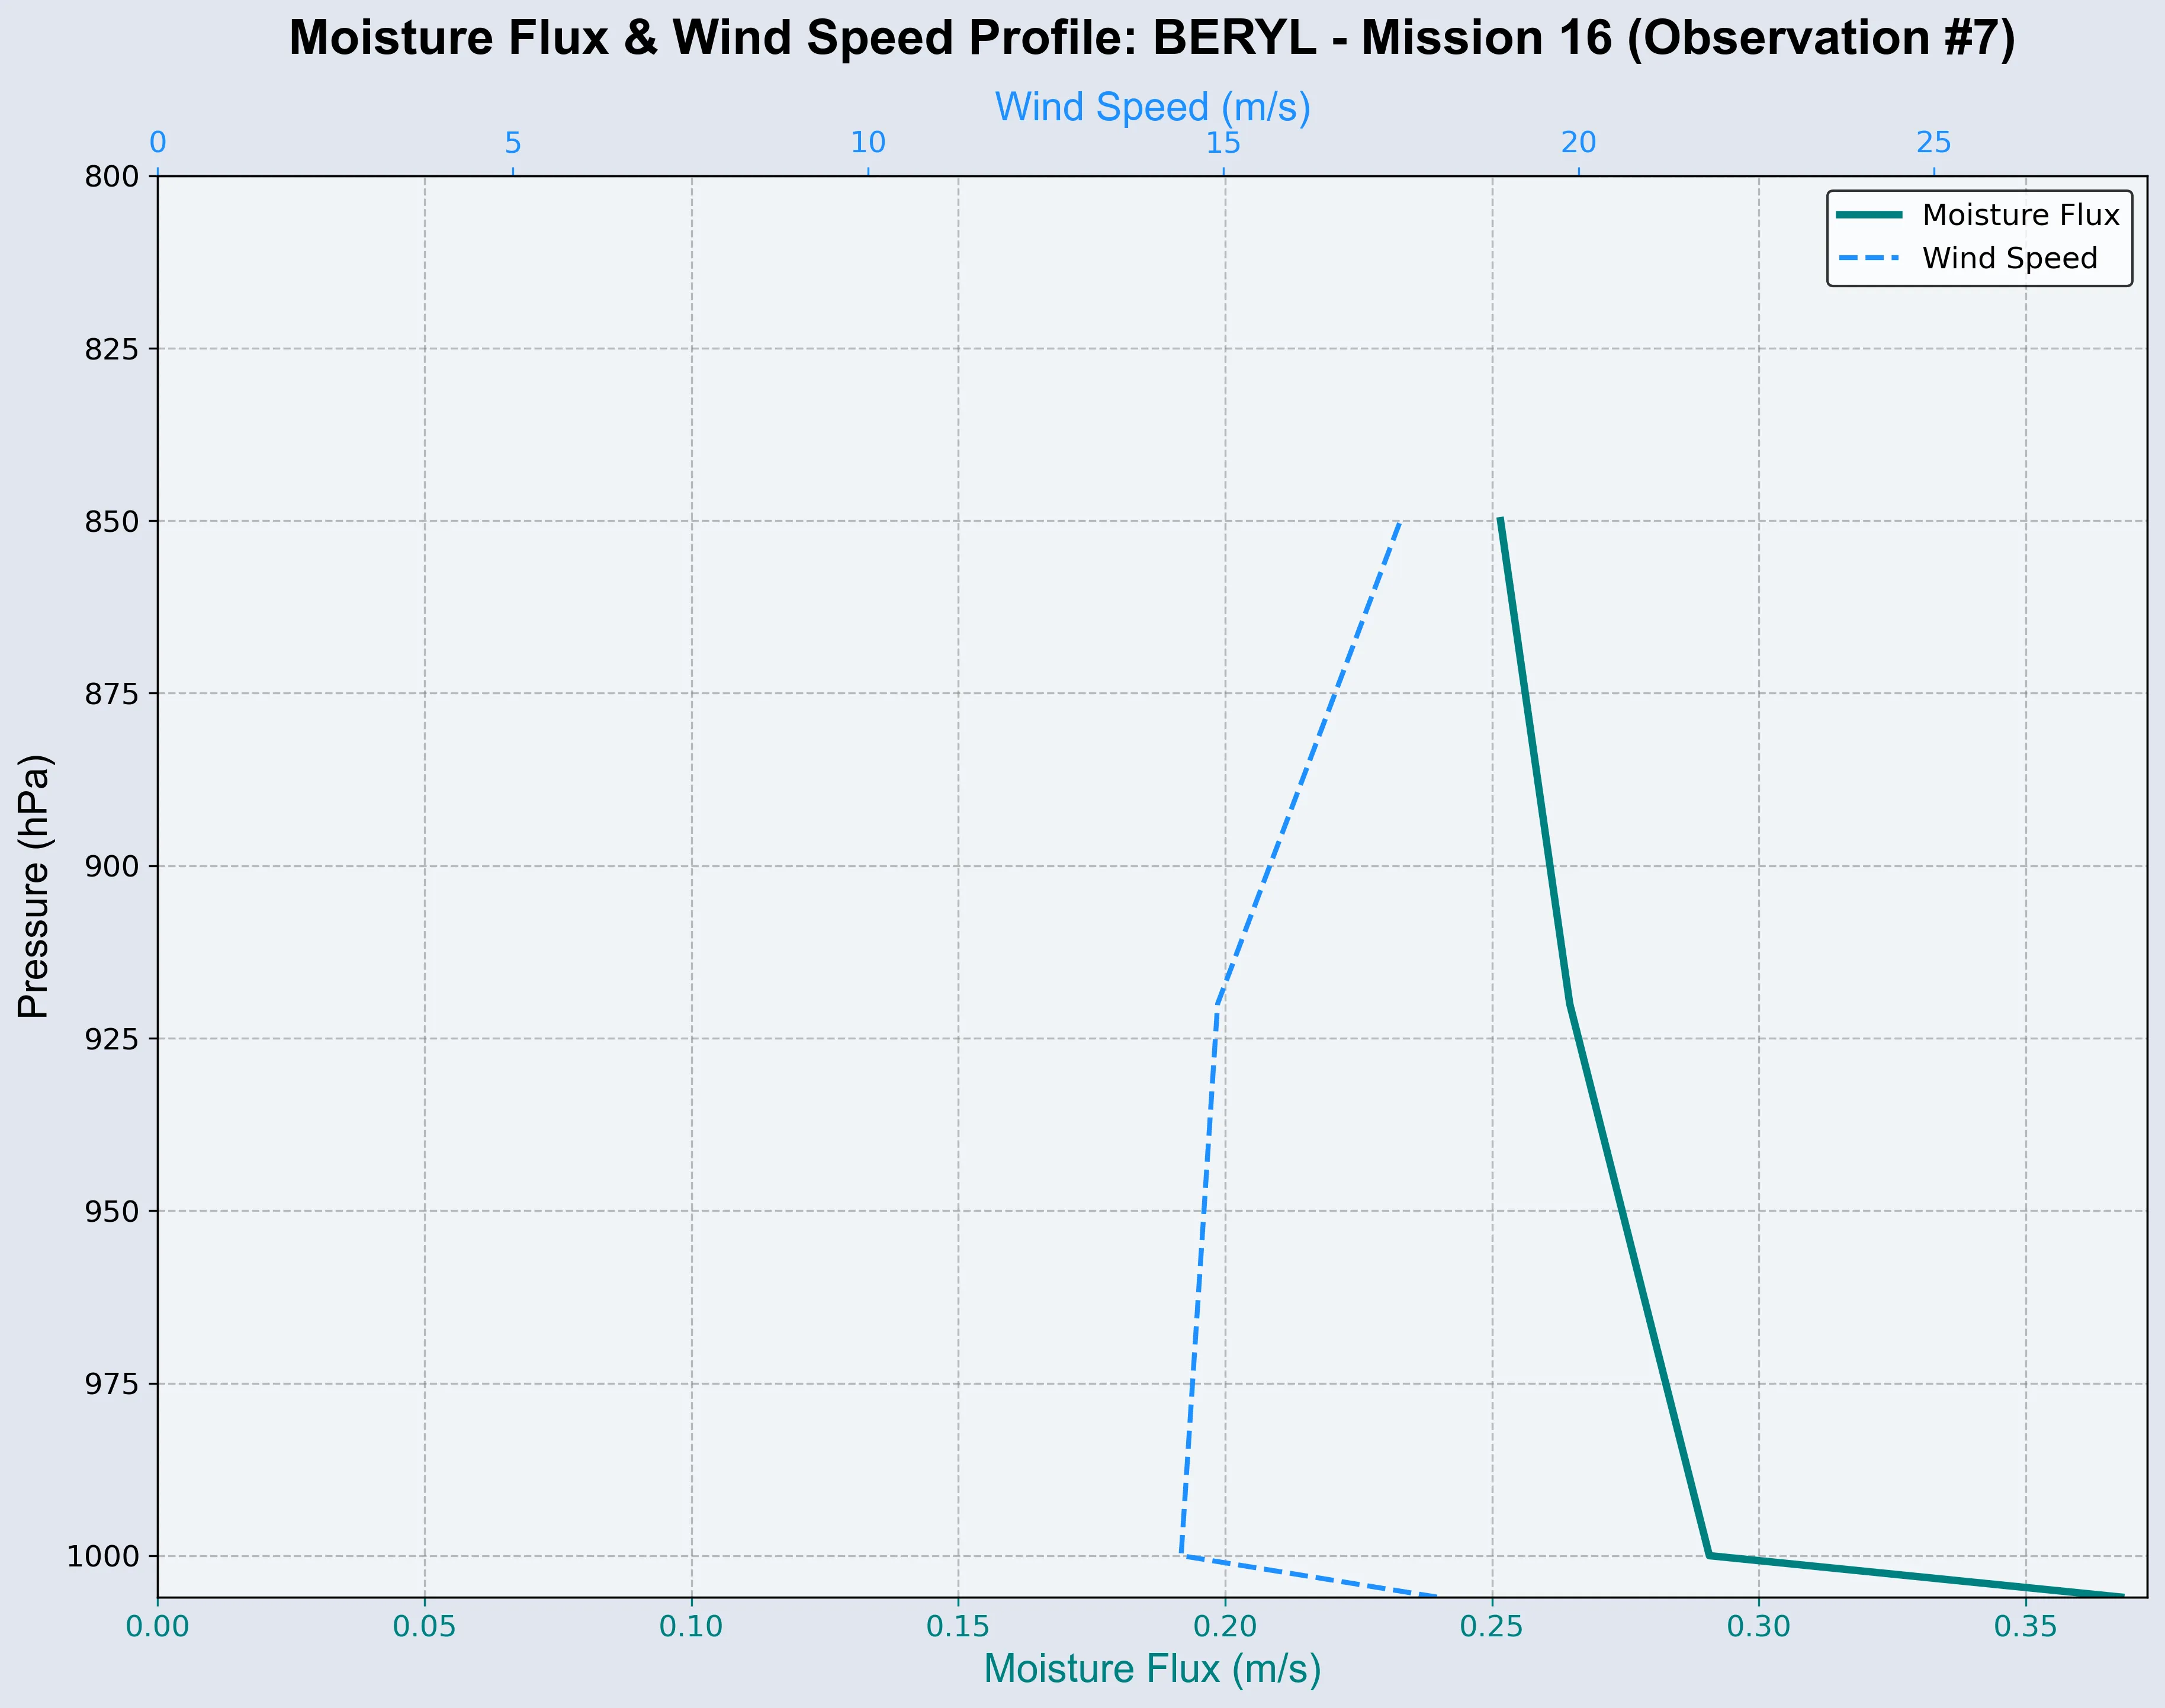 Moisture Flux & Wind Speed Profile: BERYL - Mission 16 (Observation #7)
Wind Speed (m/s)
0 5 10 15 20 25
Moisture Flux
Wind Speed
Pressure (hPa)
800
825
850
875
900
925
950
975
1000
0.00 0.05 0.10 0.15 0.20 0.25 0.30 0.35
Moisture Flux (m/s)